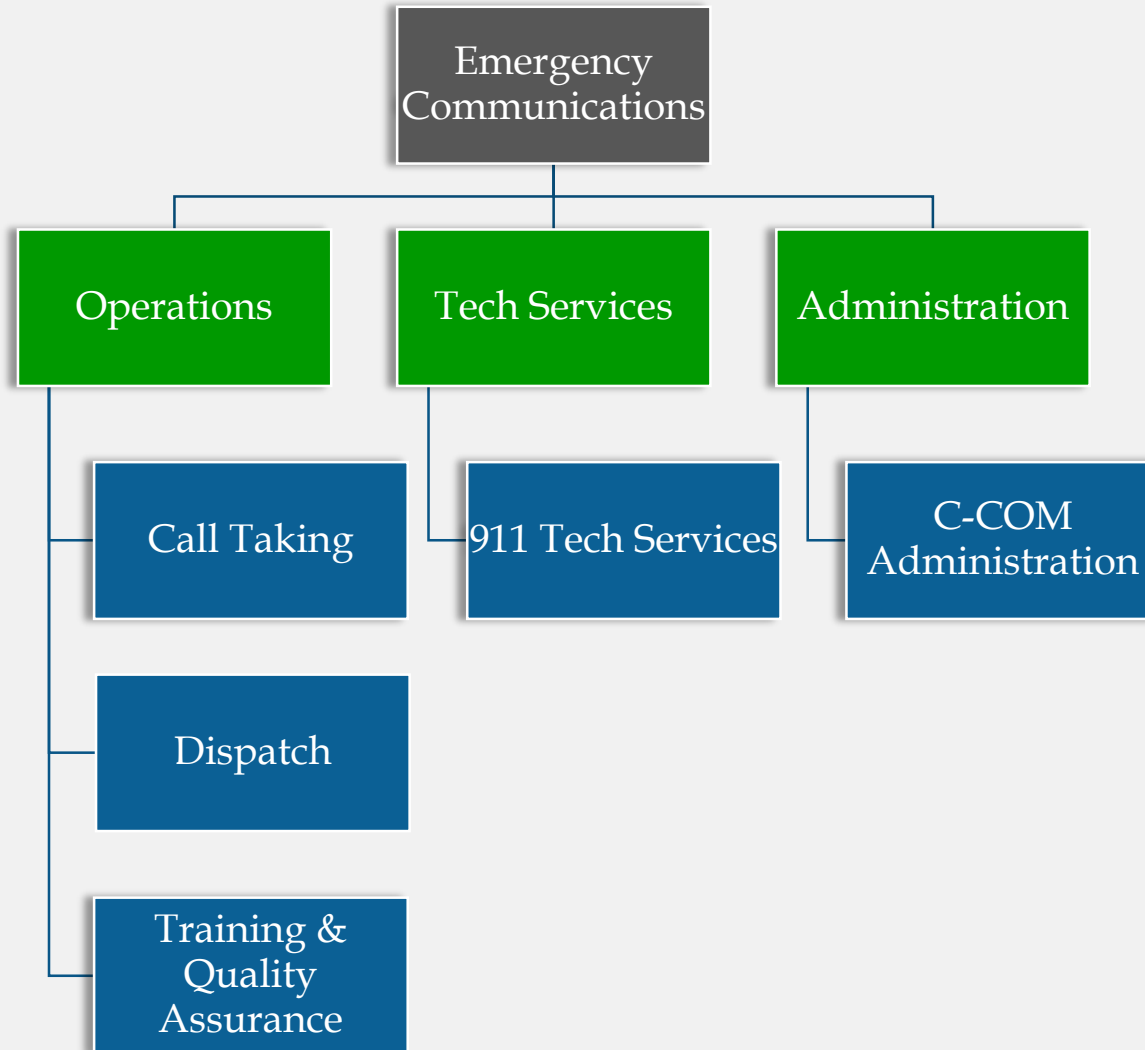 Emergency
Communications
Operations
Tech Services
Administration
Call Taking
911 Tech Services
C-COM
Administration
Dispatch
Training &
Quality
Assurance